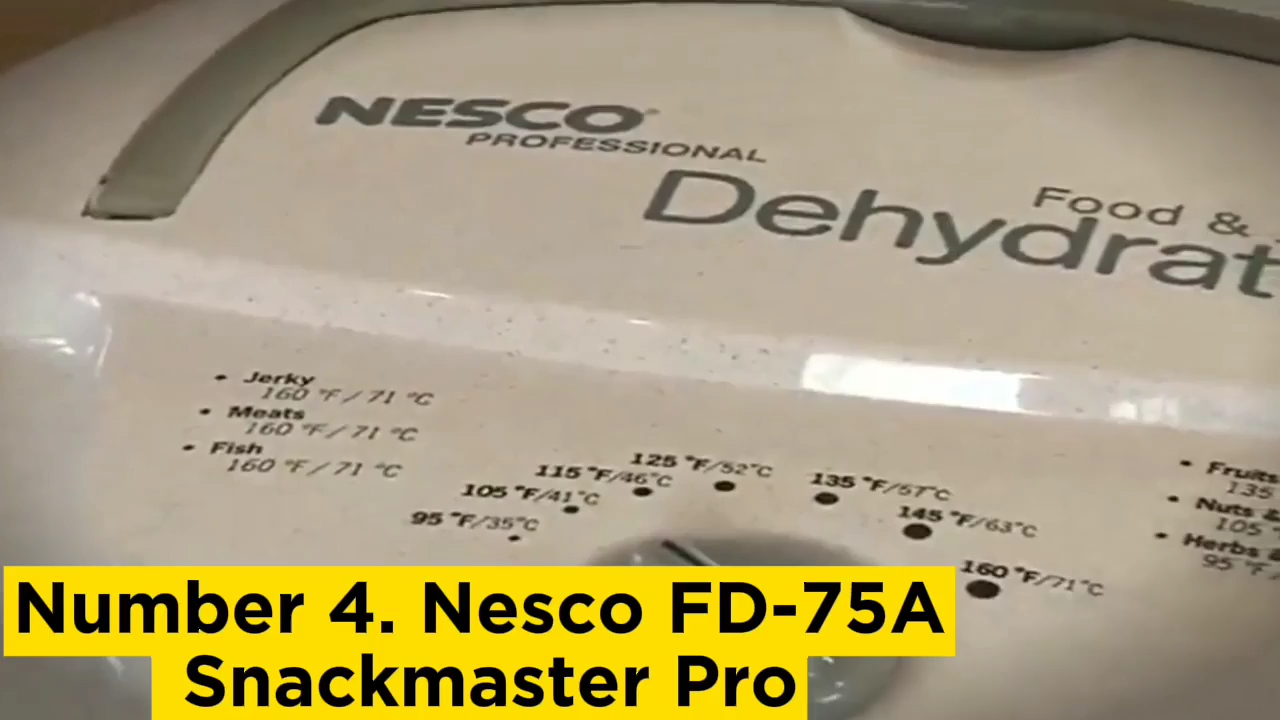 NESCO
PROFESSIONAL
Food &
Dehydrat
• Jerky
160 °F/71 °C
• Meats
160 °F/71 °C
• Fish
160 °F/71 °C
95 °F/35°C
105 °F/41°C
115 °F/46°C
125 °F/52°C
135 °F/57°C
145 °F/63°C
160 °F/71°C
• Fruits
135
• Nuts &
105
• Herbs &
95 °F
Number 4. Nesco FD-75A
Snackmaster Pro